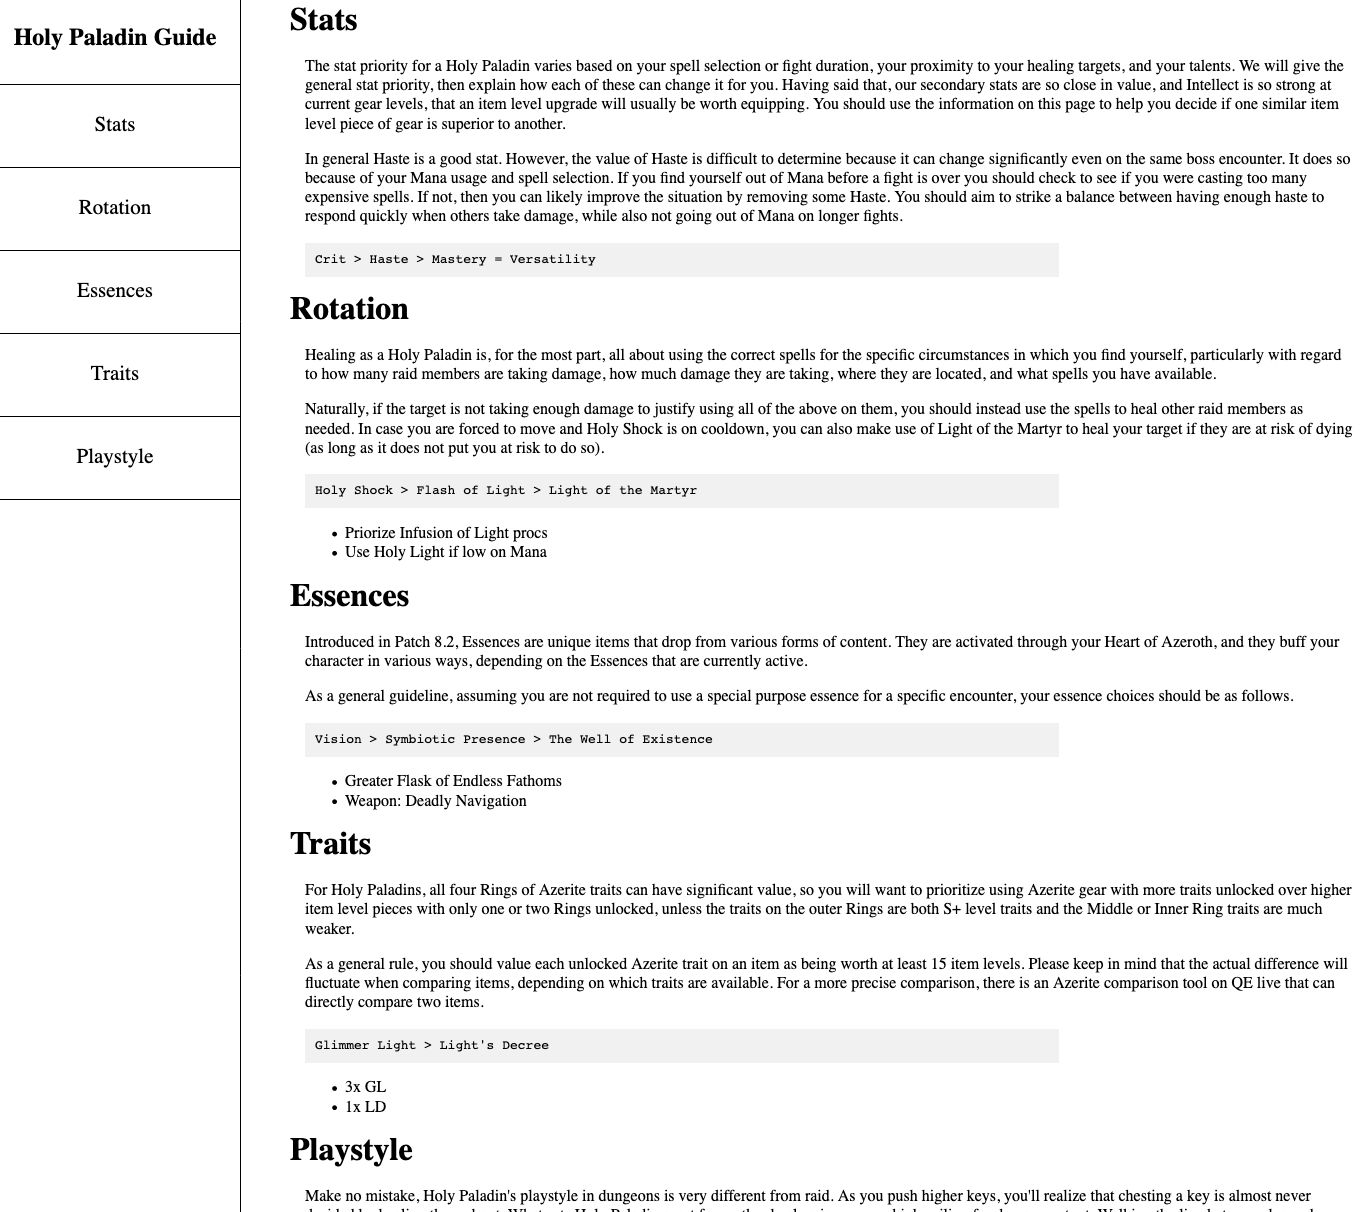 Holy Paladin Guide
Stats
Rotation
Essences
Traits
Playstyle
Stats
The stat priority for a Holy Paladin varies based on your spell selection or fight duration, your proximity to your healing targets, and your talents. We will give the
general stat priority, then explain how each of these can change it for you. Having said that, our secondary stats are so close in value, and Intellect is so strong at
current gear levels, that an item level upgrade will usually be worth equipping. You should use the information on this page to help you decide if one similar item
level piece of gear is superior to another.
In general Haste is a good stat. However, the value of Haste is difficult to determine because it can change significantly even on the same boss encounter. It does so
because of your Mana usage and spell selection. If you find yourself out of Mana before a fight is over you should check to see if you were casting too many
expensive spells. If not, then you can likely improve the situation by removing some Haste. You should aim to strike a balance between having enough haste to
respond quickly when others take damage, while also not going out of Mana on longer fights.
Crit > Haste > Mastery = Versatility
Rotation
Healing as a Holy Paladin is, for the most part, all about using the correct spells for the specific circumstances in which you find yourself, particularly with regard
to how many raid members are taking damage, how much damage they are taking, where they are located, and what spells you have available.
Naturally, if the target is not taking enough damage to justify using all of the above on them, you should instead use the spells to heal other raid members as
needed. In case you are forced to move and Holy Shock is on cooldown, you can also make use of Light of the Martyr to heal your target if they are at risk of dying
(as long as it does not put you at risk to do so).
Holy Shock > Flash of Light > Light of the Martyr
• Priorize Infusion of Light procs
• Use Holy Light if low on Mana
Essences
Introduced in Patch 8.2, Essences are unique items that drop from various forms of content. They are activated through your Heart of Azeroth, and they buff your
character in various ways, depending on the Essences that are currently active.
As a general guideline, assuming you are not required to use a special purpose essence for a specific encounter, your essence choices should be as follows.
Vision > Symbiotic Presence > The Well of Existence
• Greater Flask of Endless Fathoms
• Weapon: Deadly Navigation
Traits
For Holy Paladins, all four Rings of Azerite traits can have significant value, so you will want to prioritize using Azerite gear with more traits unlocked over higher
item level pieces with only one or two Rings unlocked, unless the traits on the outer Rings are both S+ level traits and the Middle or Inner Ring traits are much
weaker.
As a general rule, you should value each unlocked Azerite trait on an item as being worth at least 15 item levels. Please keep in mind that the actual difference will
fluctuate when comparing items, depending on which traits are available. For a more precise comparison, there is an Azerite comparison tool on QE live that can
directly compare two items.
Glimmer Light > Light's Decree
• 3x GL
• 1x LD
Playstyle
Make no mistake, Holy Paladin's playstyle in dungeons is very different from raid. As you push higher keys, you'll realize that chesting a key is almost never